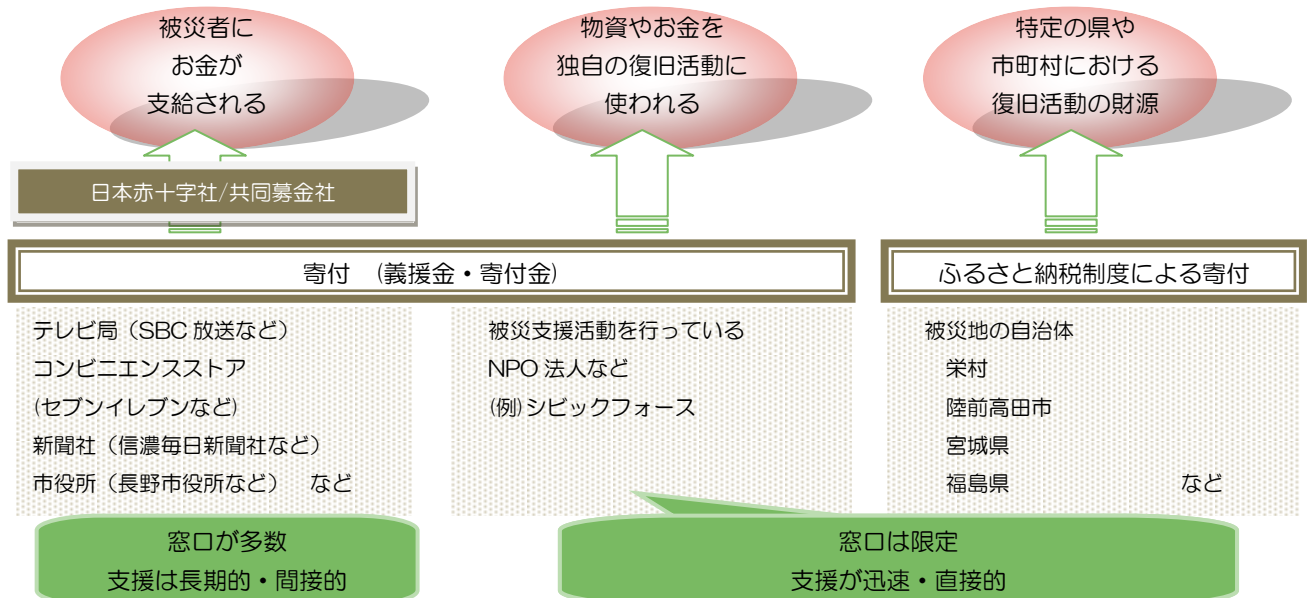 被災者に
お金が
支給される
物資やお金を
独自の復旧活動に
使われる
特定の県や
市町村における
復旧活動の財源
日本赤十字社/共同募金社
寄付　(義援金・寄付金)
ふるさと納税制度による寄付
テレビ局（SBC 放送など）
コンビニエンスストア
(セブンイレブンなど)
新聞社（信濃毎日新聞社など）
市役所（長野市役所など）　など
被災支援活動を行っている
NPO 法人など
(例)シビックフォース
被災地の自治体
栄村
陸前高田市
宮城県
福島県　など
窓口が多数
支援は長期的・間接的
窓口は限定
支援が迅速・直接的